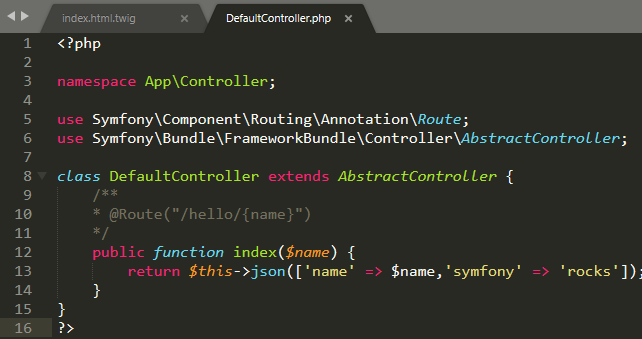 index.html.twig × DefaultController.php ×
1 <?php
2
3 namespace App\Controller;
4
5 use Symfony\Component\Routing\Annotation\Route;
6 use Symfony\Bundle\FrameworkBundle\Controller\AbstractController;
7
8 class DefaultController extends AbstractController {
9 /**
10 * @Route("/hello/{name}")
11 */
12 public function index($name) {
13 return $this->json(['name' => $name,'symfony' => 'rocks']);
14 }
15 }
16 ?>